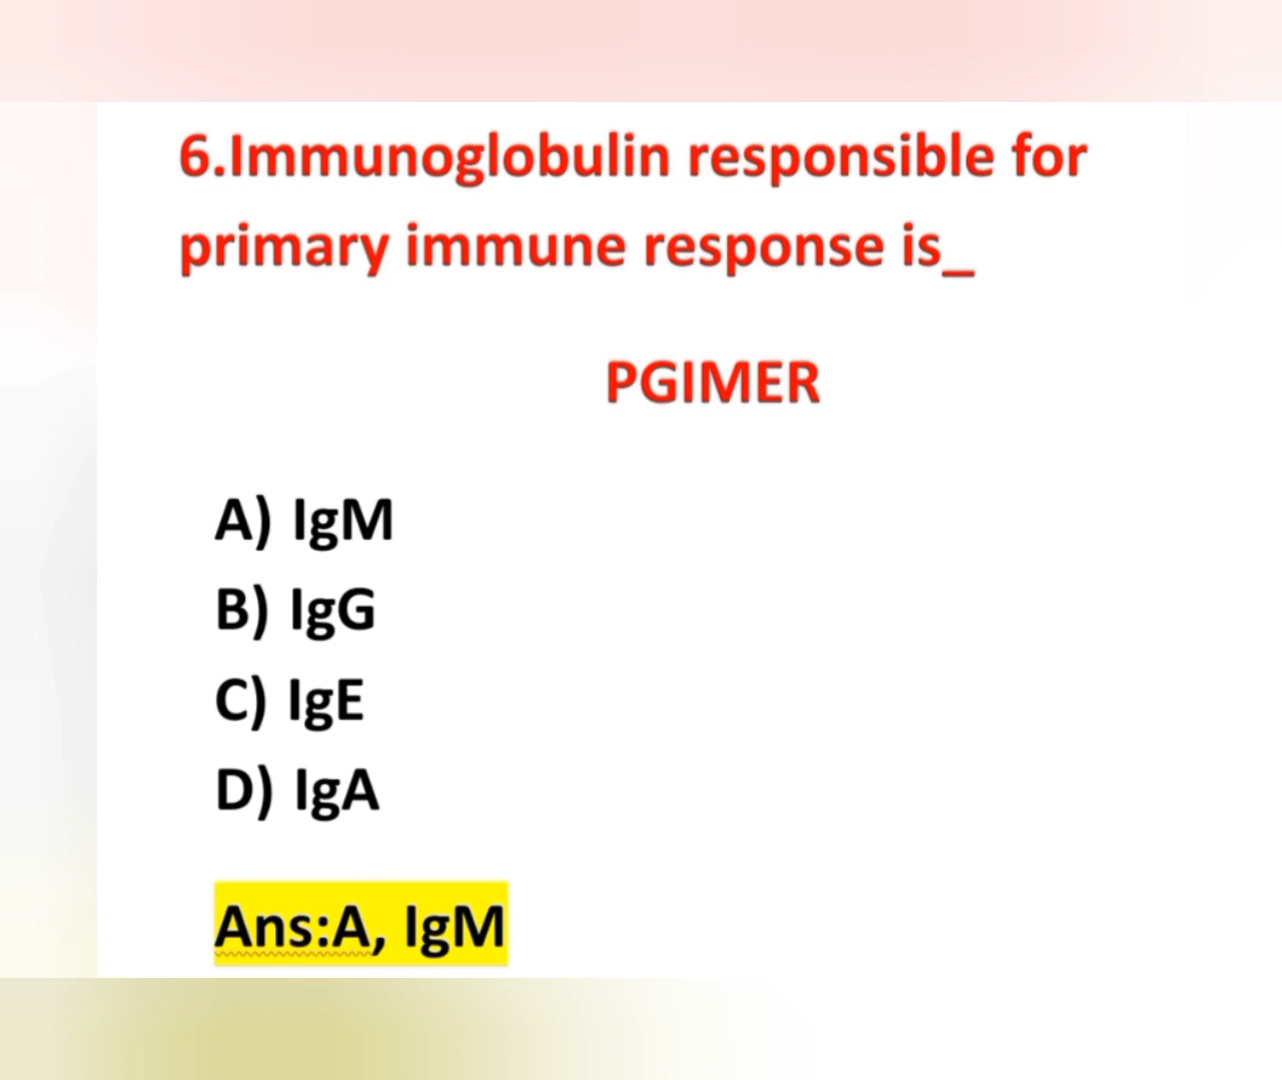 6.Immunoglobulin responsible for
primary immune response is_
PGIMER
A) IgM
B) IgG
C) IgE
D) IgA
Ans:A, IgM